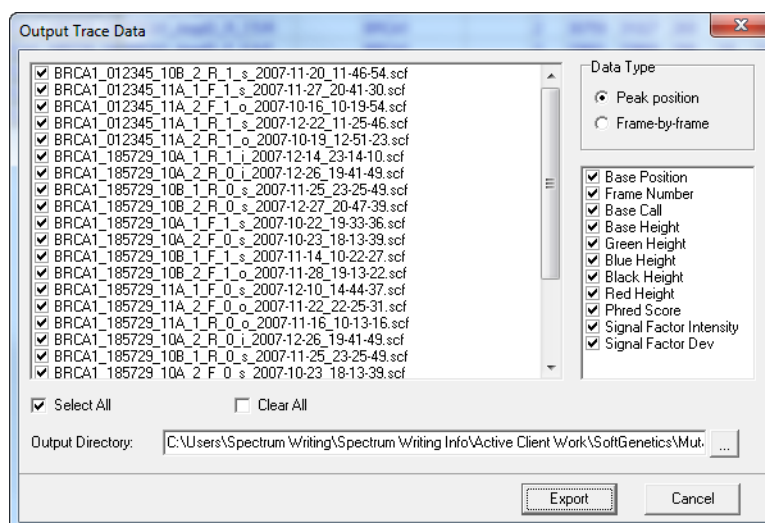 Output Trace Data
BRCA1_012345_10B_2_R_1_s_2007-11-20_11-46-54.scf
BRCA1_012345_11A_1_F_1_s_2007-11-27_20-41-30.scf
BRCA1_012345_11A_2_F_1_o_2007-10-16_10-19-54.scf
BRCA1_012345_11A_1_R_1_s_2007-12-22_11-25-46.scf
BRCA1_012345_11A_2_R_1_o_2007-10-19_12-51-23.scf
BRCA1_185729_10A_1_R_1_i_2007-12-14_23-14-10.scf
BRCA1_185729_10A_2_R_0_i_2007-12-26_19-41-49.scf
BRCA1_185729_10B_1_R_0_s_2007-11-25_23-25-49.scf
BRCA1_185729_10B_2_R_0_s_2007-12-27_20-47-39.scf
BRCA1_185729_10A_1_F_1_s_2007-10-22_19-33-36.scf
BRCA1_185729_10A_2_F_0_s_2007-10-23_18-13-39.scf
BRCA1_185729_10B_1_F_1_s_2007-11-14_10-22-27.scf
BRCA1_185729_10B_2_F_1_o_2007-11-28_19-13-22.scf
BRCA1_185729_11A_1_F_0_s_2007-12-10_14-44-37.scf
BRCA1_185729_11A_2_F_0_o_2007-11-22_22-25-31.scf
BRCA1_185729_11A_1_R_0_o_2007-11-16_10-13-16.scf
BRCA1_185729_10A_2_R_0_i_2007-12-26_19-41-49.scf
BRCA1_185729_10B_1_R_0_s_2007-11-25_23-25-49.scf
BRCA1_185729_10A_2_F_0_s_2007-10-23_18-13-39.scf
Data Type
Peak position
Frame-by-frame
Base Position
Frame Number
Base Call
Base Height
Green Height
Blue Height
Black Height
Red Height
Phred Score
Signal Factor Intensity
Signal Factor Dev
Select All
Clear All
Output Directory:
C:\Users\Spectrum Writing\Spectrum Writing Info\Active Client Work\SoftGenetics\Muta
...
Export
Cancel